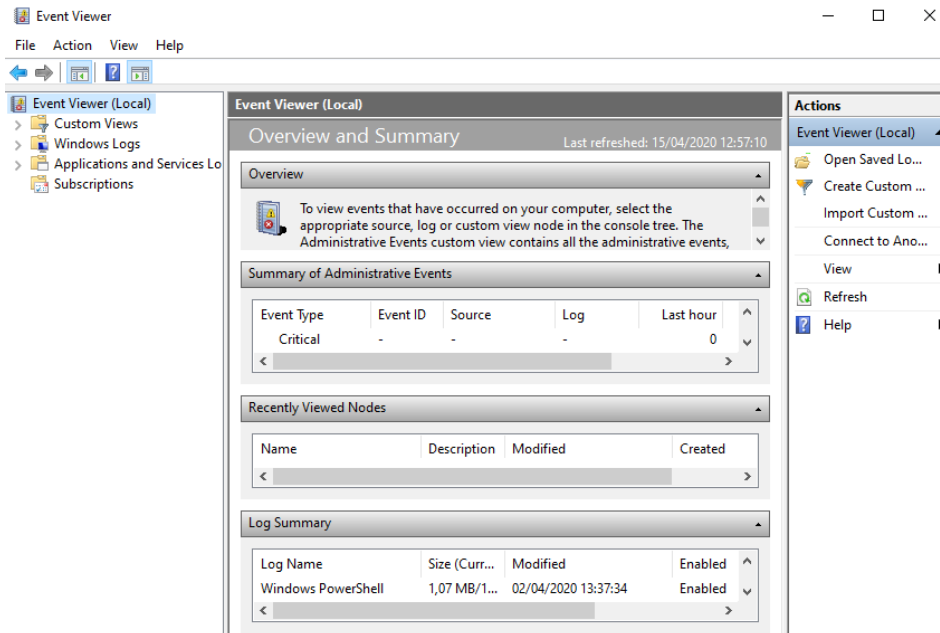 Event Viewer
File Action View Help
Event Viewer (Local)
Custom Views
Windows Logs
Applications and Services Lo
Subscriptions
Event Viewer (Local)
Overview and Summary Last refreshed: 15/04/2020 12:57:10
Overview
To view events that have occurred on your computer, select the
appropriate source, log or custom view node in the console tree. The
Administrative Events custom view contains all the administrative events,
Summary of Administrative Events
Event Type Event ID Source Log Last hour
Critical - - - 0
Recently Viewed Nodes
Name Description Modified Created
Log Summary
Log Name Size (Curr... Modified Enabled
Windows PowerShell 1,07 MB/1... 02/04/2020 13:37:34 Enabled
Actions
Event Viewer (Local)
Open Saved Lo...
Create Custom ...
Import Custom ...
Connect to Ano...
View
Refresh
Help